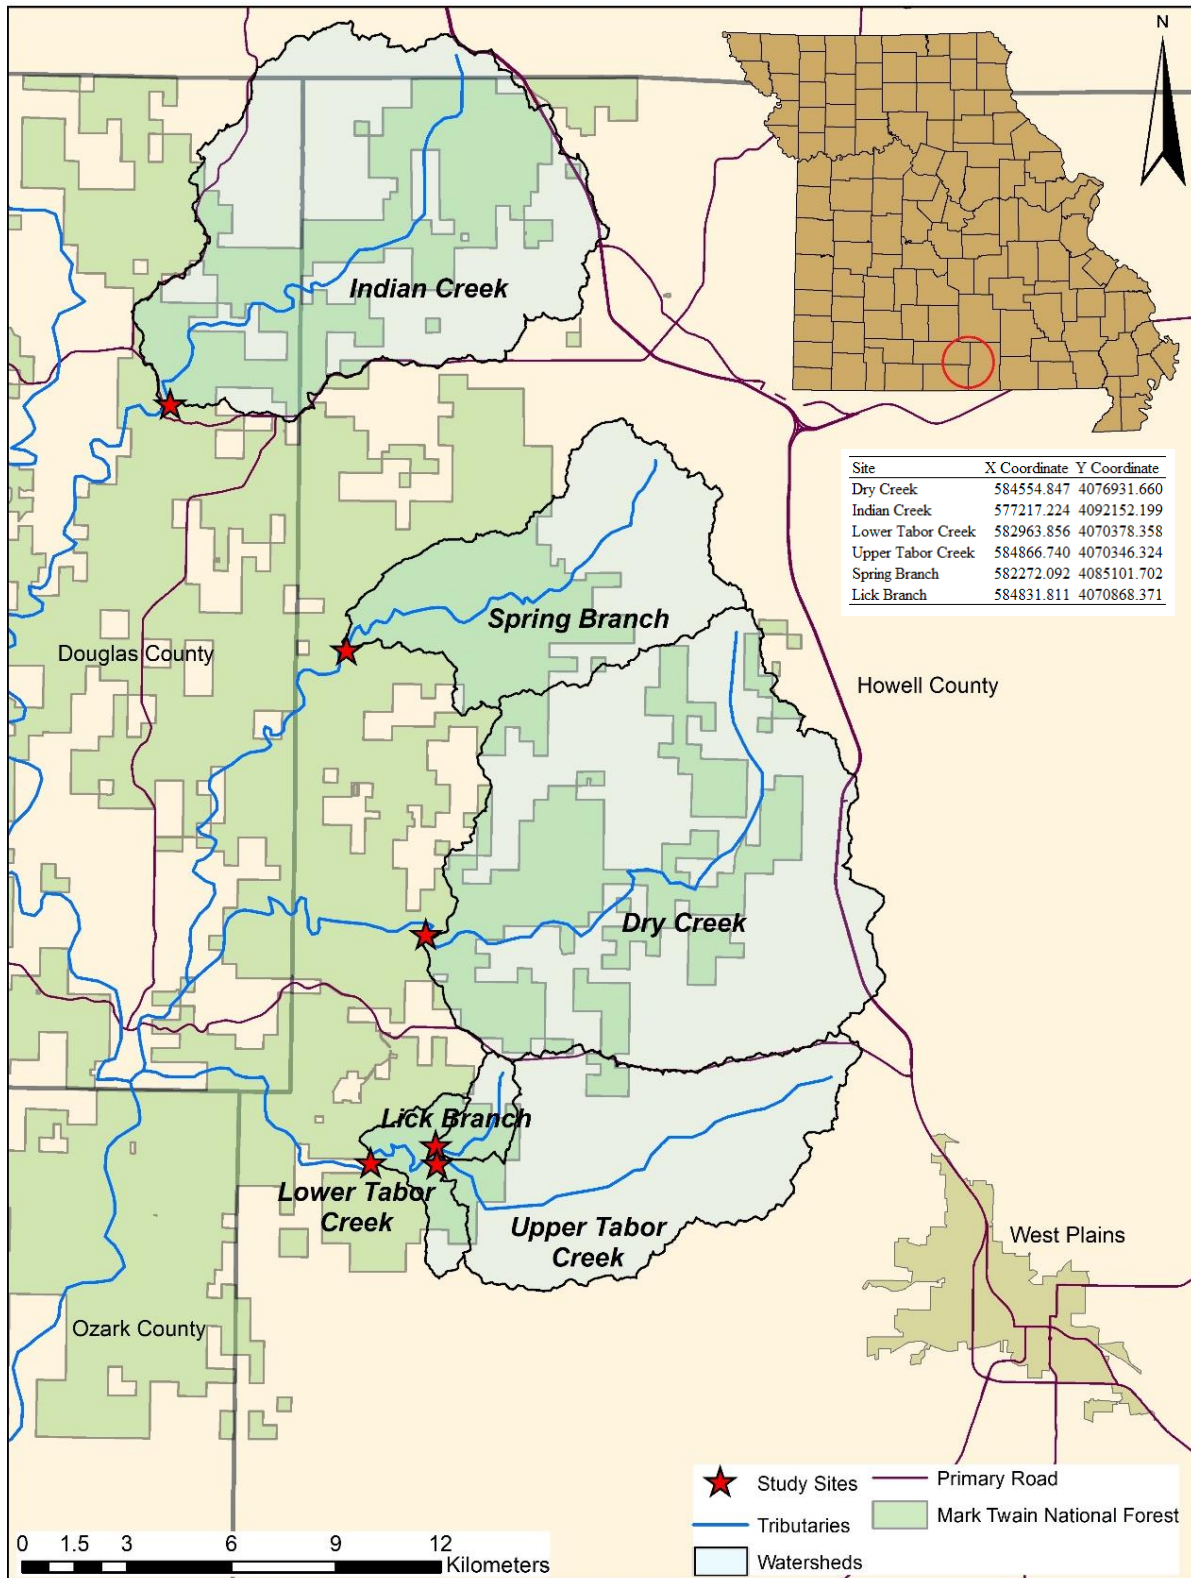 N
Indian Creek
Site X Coordinate Y Coordinate
Dry Creek 584554.847 4076931.660
Indian Creek 577217.224 4092152.199
Lower Tabor Creek 582963.856 4070378.358
Upper Tabor Creek 584866.740 4070346.324
Spring Branch 582272.092 4085101.702
Lick Branch 584831.811 4070868.371
Spring Branch
Douglas County
Howell County
Dry Creek
Lick Branch
Lower Tabor
Creek
Upper Tabor
Creek
West Plains
Ozark County
Study Sites
Primary Road
Tributaries
Mark Twain National Forest
Watersheds
0 1.5 3 6 9 12
Kilometers